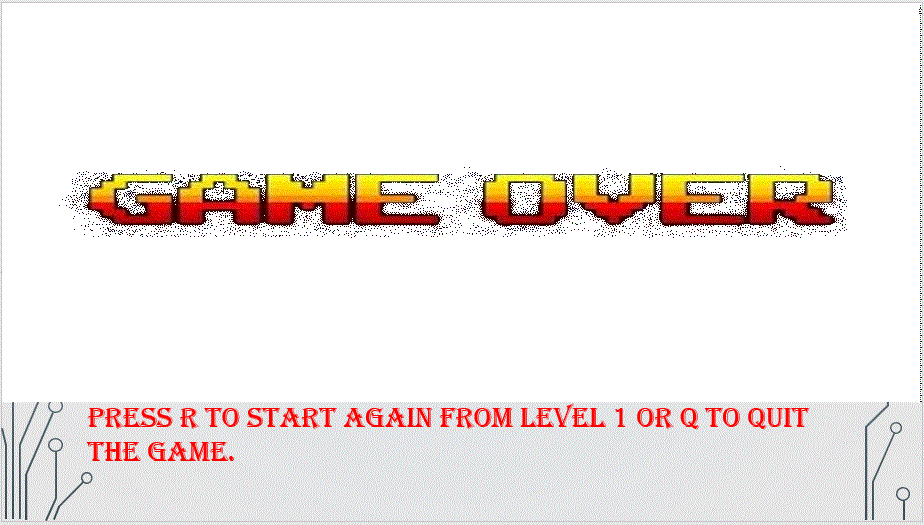 GAME OVER
PRESS R TO START AGAIN FROM LEVEL 1 OR Q TO QUIT
THE GAME.